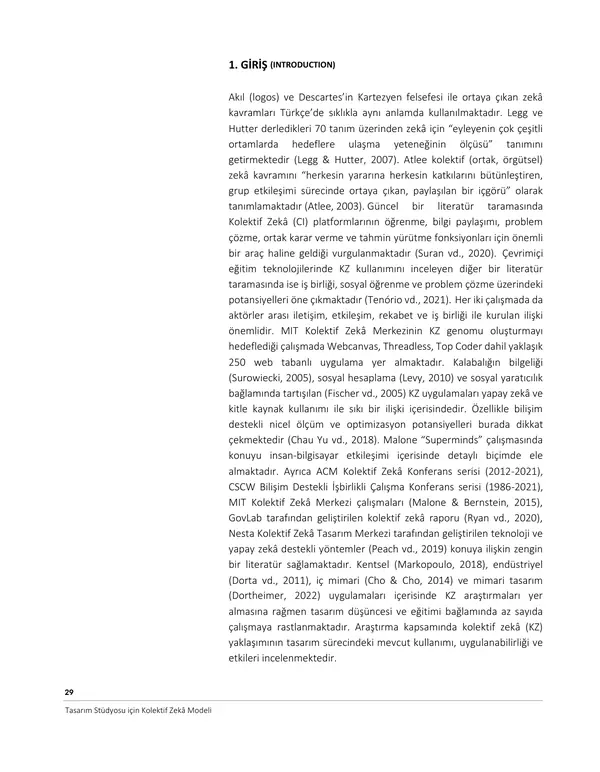 1. GİRİŞ (INTRODUCTION)
Akıl (logos) ve Descartes’in Kartezyen felsefesi ile ortaya çıkan zekâ
kavramları Türkçe’de sıklıkla aynı anlamda kullanılmaktadır. Legg ve
Hutter derledikleri 70 tanım üzerinden zekâ için “eyleyenin çok çeşitli
ortamlarda hedeflere ulaşma yeteneğinin ölçüsü” tanımını
getirmektedir (Legg & Hutter, 2007). Atlee kolektif (ortak, örgütsel)
zekâ kavramını “herkesin yararına herkesin katkılarını bütünleştiren,
grup etkileşimi sürecinde ortaya çıkan, paylaşılan bir içgörü” olarak
tanımlamaktadır (Atlee, 2003). Güncel bir literatür taramasında
Kolektif Zekâ (CI) platformlarının öğrenme, bilgi paylaşımı, problem
çözme, ortak karar verme ve tahmin yürütme fonksiyonları için önemli
bir araç haline geldiği vurgulanmaktadır (Suran vd., 2020). Çevrimiçi
eğitim teknolojilerinde KZ kullanımını inceleyen diğer bir literatür
taramasında ise iş birliği, sosyal öğrenme ve problem çözme üzerindeki
potansiyelleri öne çıkmaktadır (Tenório vd., 2021). Her iki çalışmada da
aktörler arası iletişim, etkileşim, rekabet ve iş birliği ile kurulan ilişki
önemlidir. MIT Kolektif Zekâ Merkezinin KZ genomu oluşturmayı
hedeflediği çalışmada Webcanvas, Threadless, Top Coder dahil yaklaşık
250 web tabanlı uygulama yer almaktadır. Kalabalığın bilgeliği
(Surowiecki, 2005), sosyal hesaplama (Levy, 2010) ve sosyal yaratıcılık
bağlamında tartışılan (Fischer vd., 2005) KZ uygulamaları yapay zekâ ve
kitle kaynak kullanımı ile sıkı bir ilişki içerisindedir. Özellikle bilişim
destekli nicel ölçüm ve optimizasyon potansiyelleri burada dikkat
çekmektedir (Chau Yu vd., 2018). Malone “Superminds” çalışmasında
konuyu insan-bilgisayar etkileşimi içerisinde detaylı biçimde ele
almaktadır. Ayrıca ACM Kolektif Zekâ Konferans serisi (2012-2021),
CSCW Bilişim Destekli İşbirlikli Çalışma Konferans serisi (1986-2021),
MIT Kolektif Zekâ Merkezi çalışmaları (Malone & Bernstein, 2015),
GovLab tarafından geliştirilen kolektif zekâ raporu (Ryan vd., 2020),
Nesta Kolektif Zekâ Tasarım Merkezi tarafından geliştirilen teknoloji ve
yapay zekâ destekli yöntemler (Peach vd., 2019) konuya ilişkin zengin
bir literatür sağlamaktadır. Kentsel (Markopoulo, 2018), endüstriyel
(Dorta vd., 2011), iç mimari (Cho & Cho, 2014) ve mimari tasarım
(Dortheimer, 2022) uygulamaları içerisinde KZ araştırmaları yer
almasına rağmen tasarım düşüncesi ve eğitimi bağlamında az sayıda
çalışmaya rastlanmaktadır. Araştırma kapsamında kolektif zekâ (KZ)
yaklaşımının tasarım sürecindeki mevcut kullanımı, uygulanabilirliği ve
etkileri incelenmektedir.
29
Tasarım Stüdyosu için Kolektif Zekâ Modeli